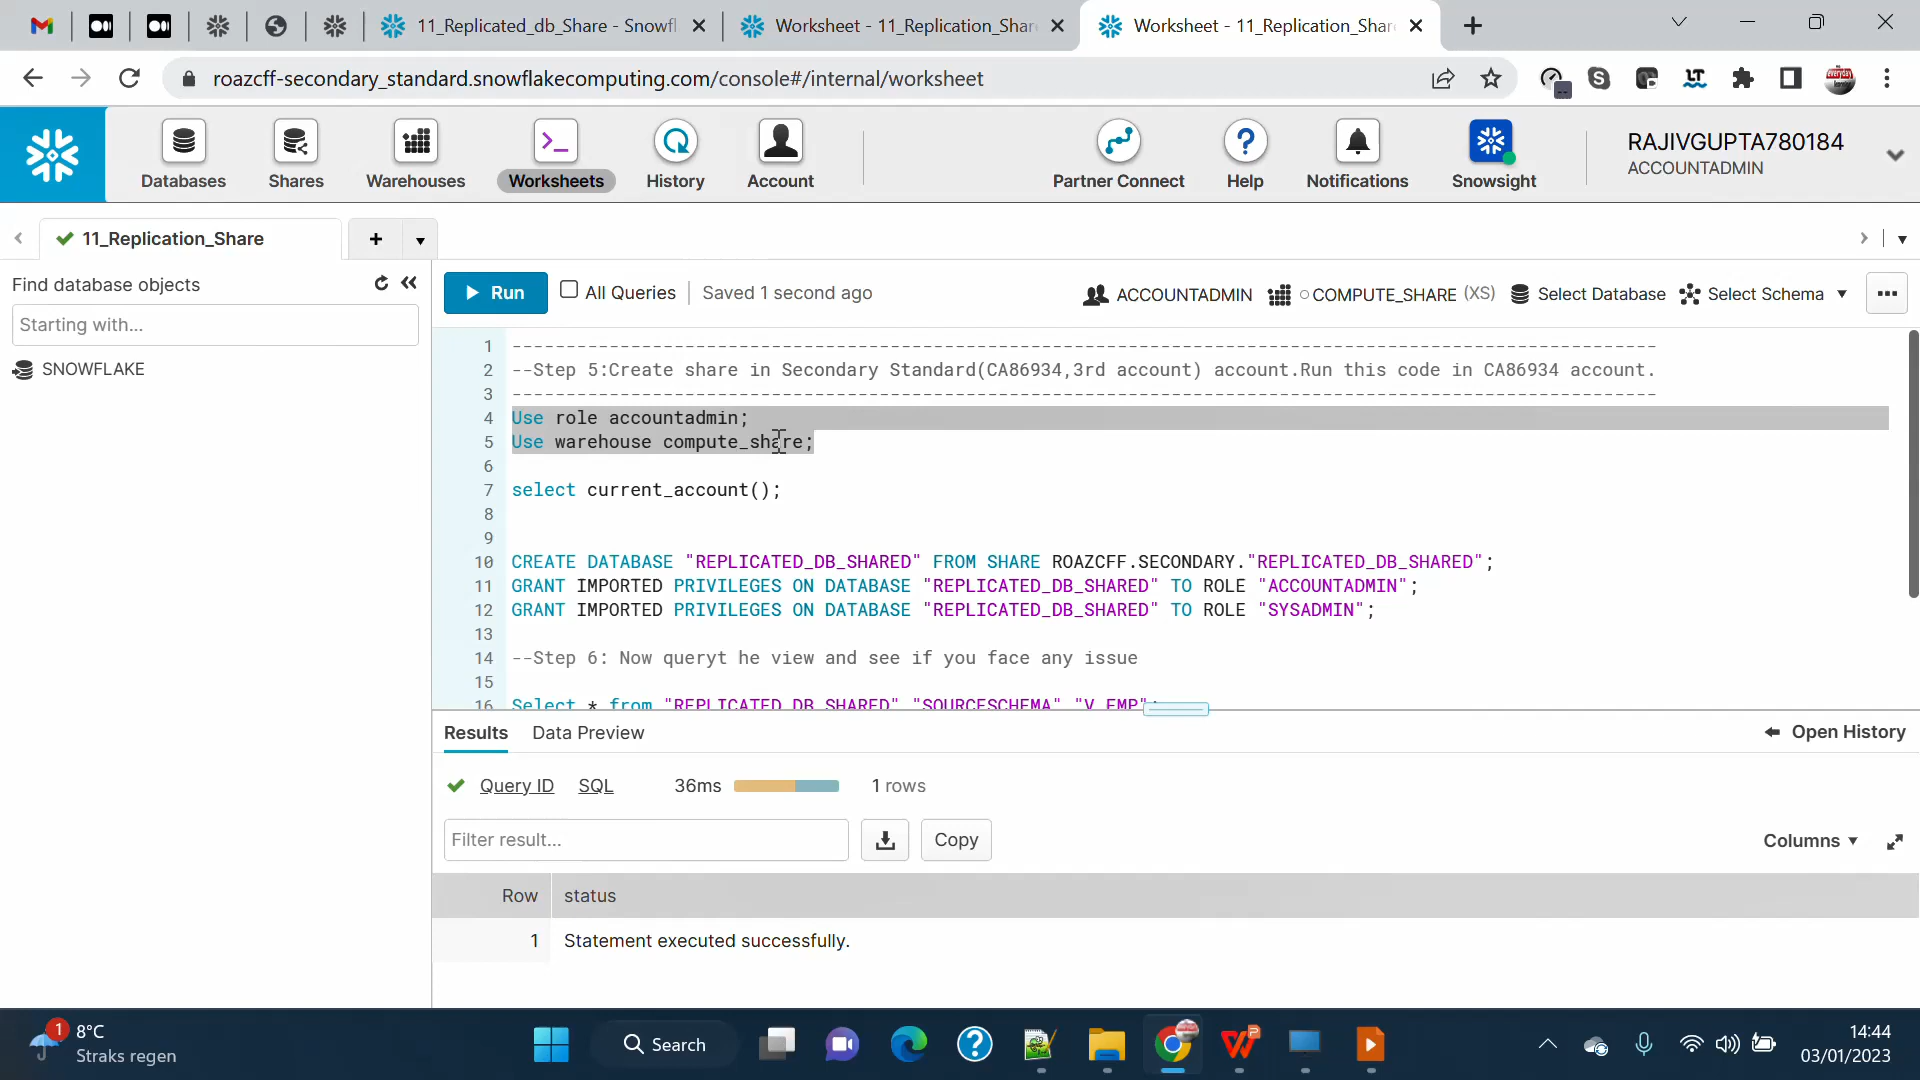 11_Replicated_db_Share - Snowfl
Worksheet - 11_Replication_Shar
Worksheet - 11_Replication_Shar
roazcff-secondary_standard.snowflakecomputing.com/console#/internal/worksheet
Databases
Shares
Warehouses
Worksheets
History
Account
Partner Connect
Help
Notifications
Snowsight
RAJIVGUPTA780184
ACCOUNTADMIN
11_Replication_Share
Find database objects
Starting with...
SNOWFLAKE
Run
All Queries
Saved 1 second ago
ACCOUNTADMIN
COMPUTE_SHARE (XS)
Select Database
Select Schema
1 ----------------------------------------------------------------------------------------------------------
2 --Step 5:Create share in Secondary Standard(CA86934,3rd account) account.Run this code in CA86934 account.
3 ----------------------------------------------------------------------------------------------------------
4 Use role accountadmin;
5 Use warehouse compute_share;
6
7 select current_account();
8
9
10 CREATE DATABASE "REPLICATED_DB_SHARED" FROM SHARE ROAZCFF.SECONDARY."REPLICATED_DB_SHARED";
11 GRANT IMPORTED PRIVILEGES ON DATABASE "REPLICATED_DB_SHARED" TO ROLE "ACCOUNTADMIN";
12 GRANT IMPORTED PRIVILEGES ON DATABASE "REPLICATED_DB_SHARED" TO ROLE "SYSADMIN";
13
14 --Step 6: Now queryt he view and see if you face any issue
15
16 Select * from "REPLICATED_DB_SHARED"."SOURCESCHEMA"."V_EMP";
Results
Data Preview
Open History
Query ID
SQL
36ms
1 rows
Filter result...
Copy
Columns
Row status
1 Statement executed successfully.
1
8°C
Straks regen
Search
14:44
03/01/2023